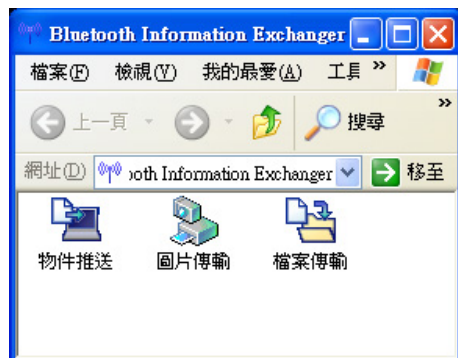 Bluetooth Information Exchanger
檔案(F) 檢視(V) 我的最愛(A) 工具 »
上一頁 搜尋 »
網址(D) ooth Information Exchanger 移至
物件推送 圖片傳輸 檔案傳輸